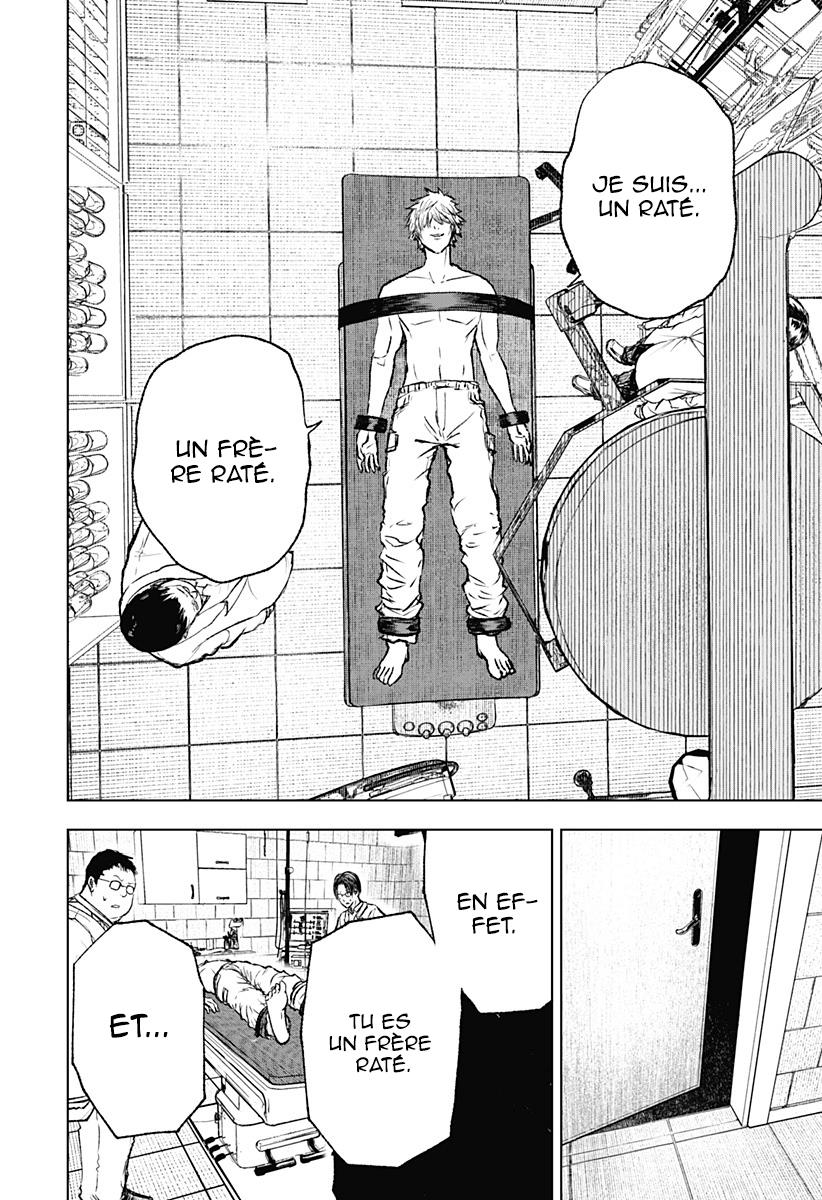 JE SUIS...
UN RATÉ.
UN FRÈ-
RE RATÉ.
EN EF-
FET.
TU ES
UN FRÈRE
RATÉ.
ET...